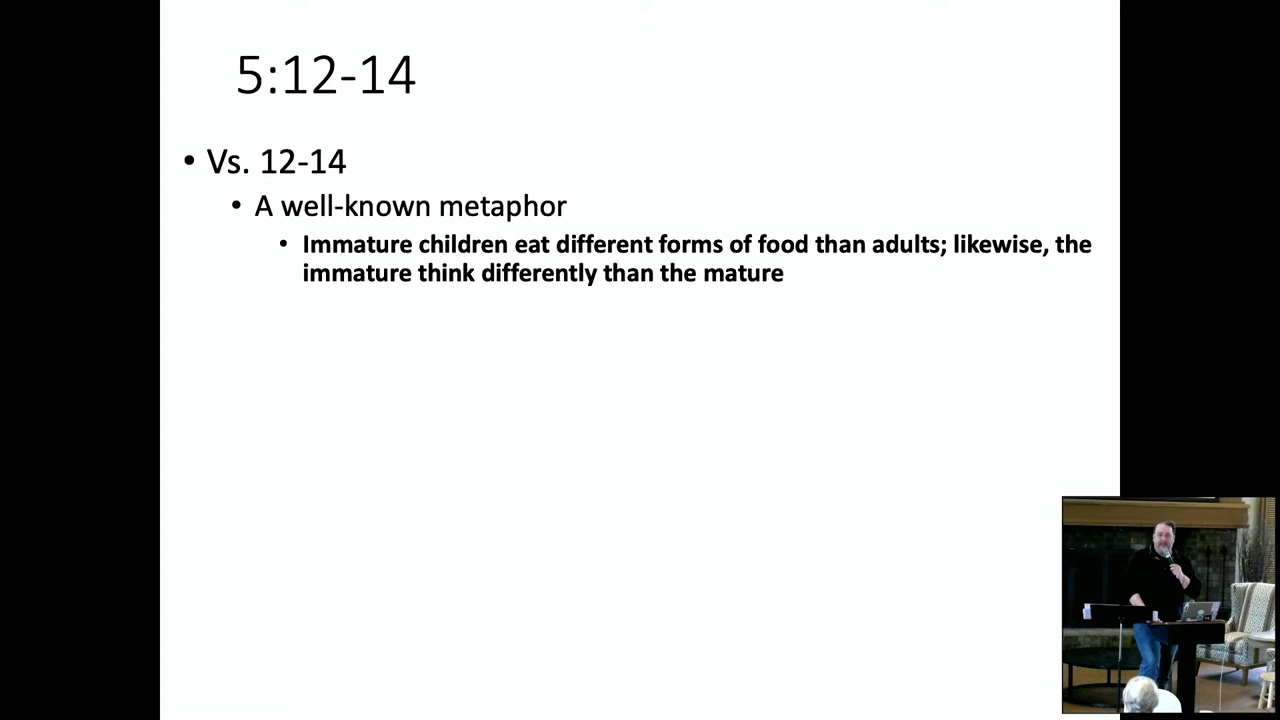 5:12-14
• Vs. 12-14
• A well-known metaphor
• Immature children eat different forms of food than adults; likewise, the
immature think differently than the mature